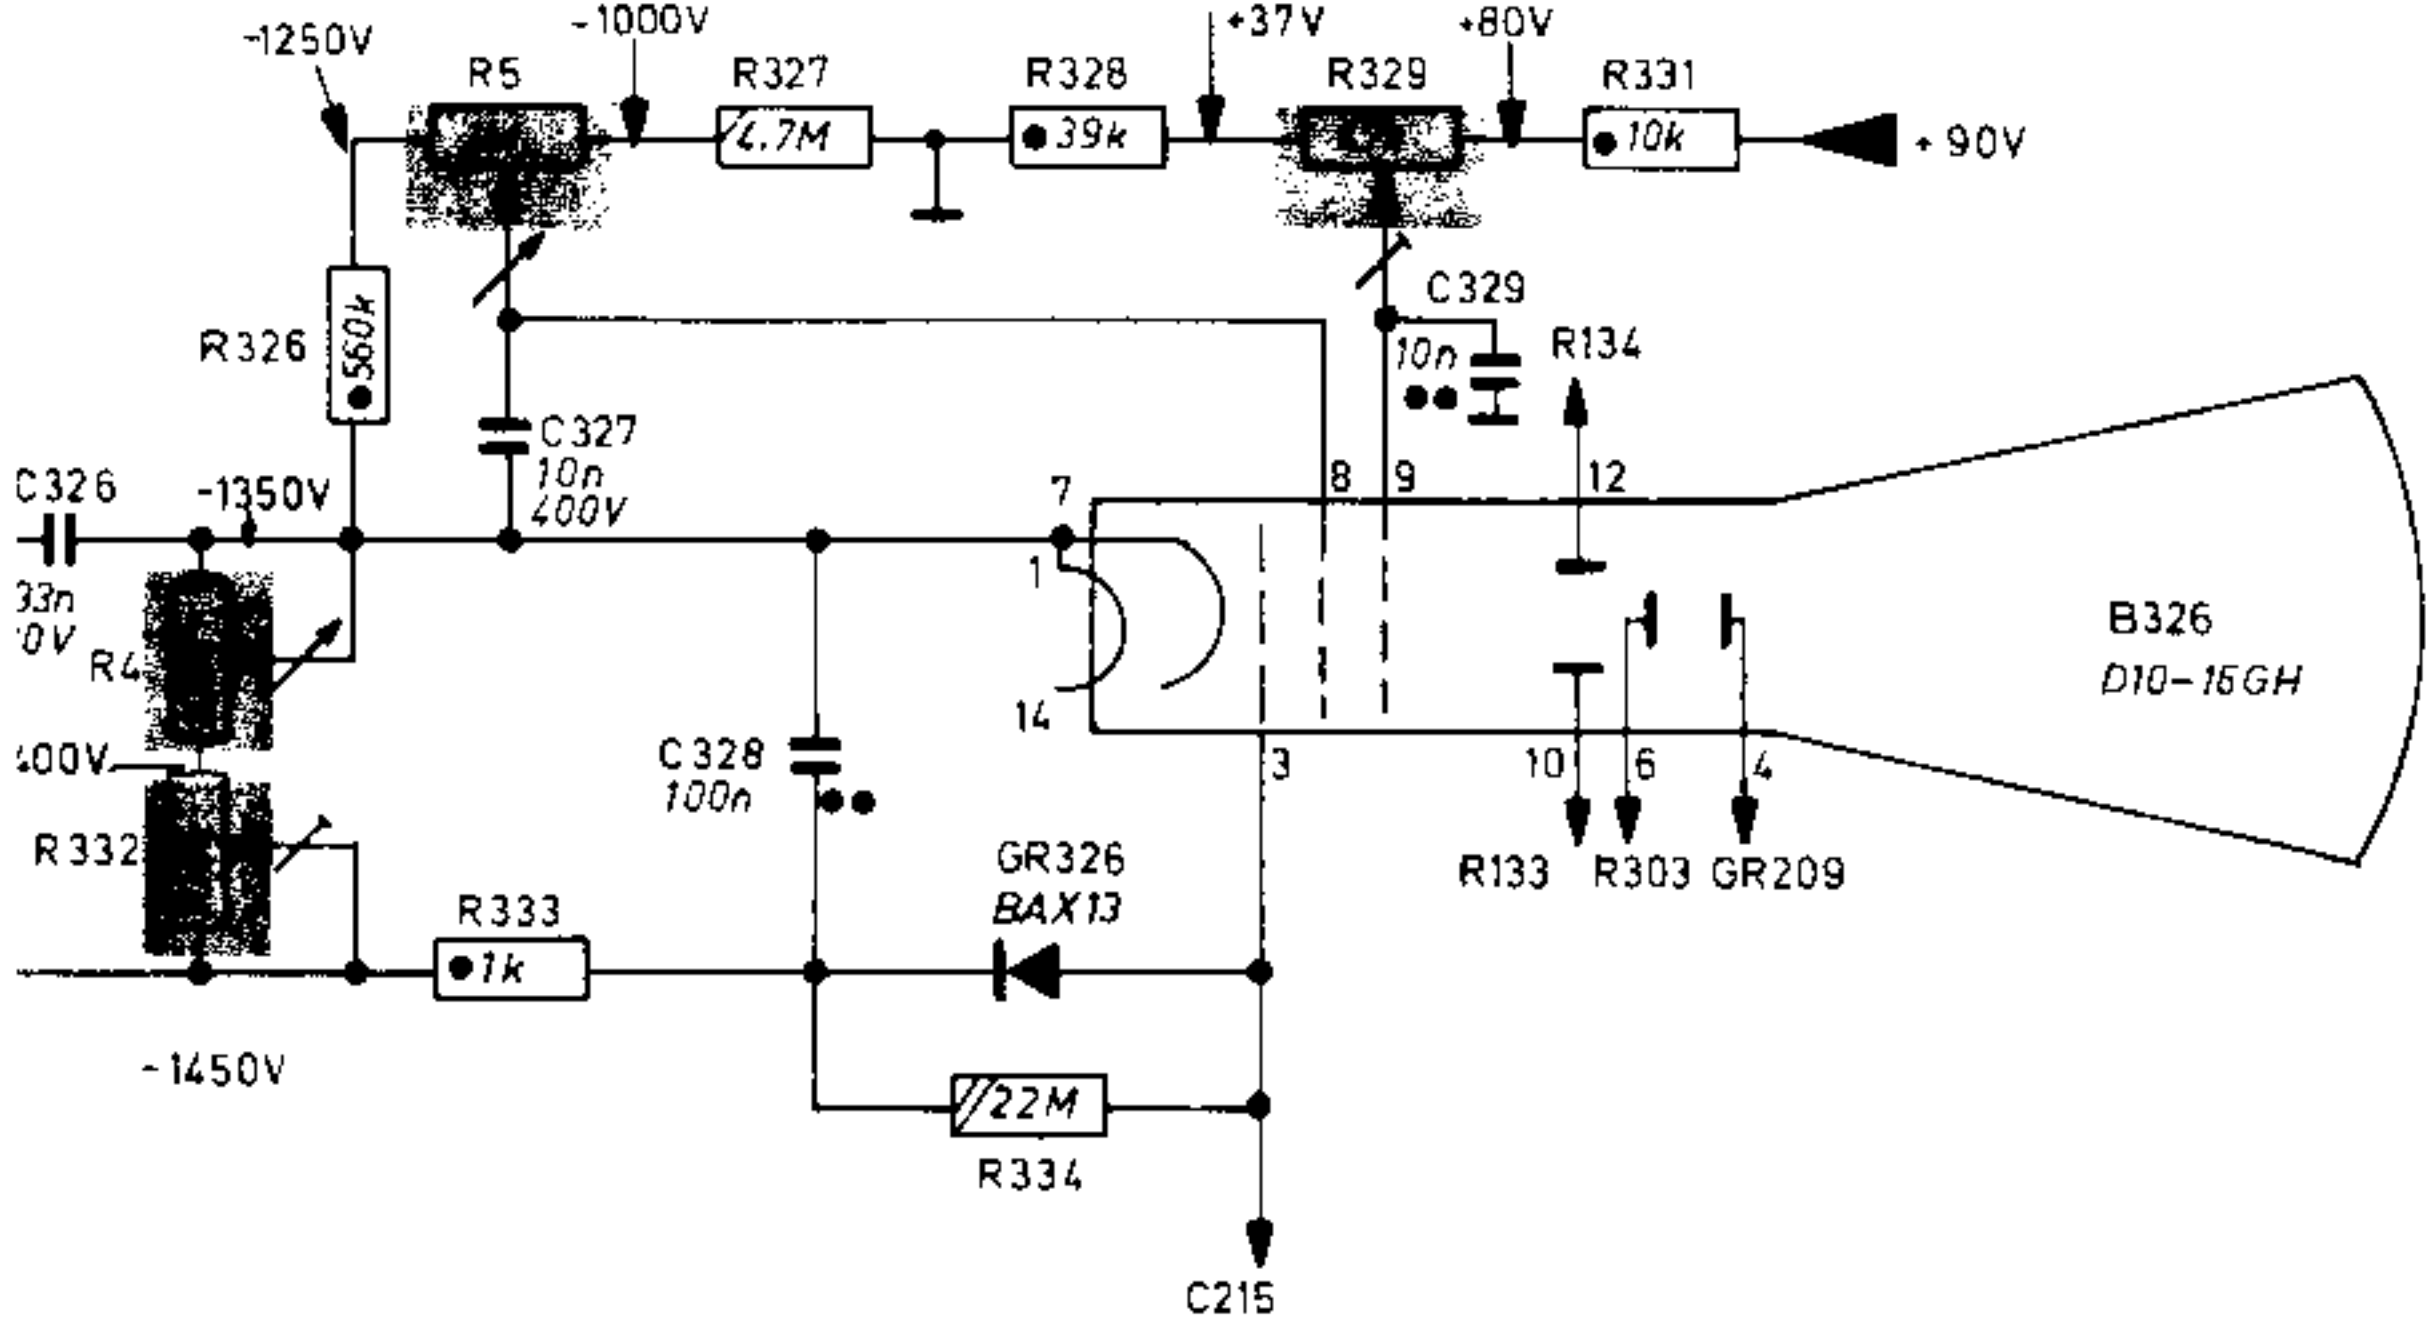 -1250V
-1000V
+37V
+80V
R5
R327
R328
R329
R331
4.7M
39k
10k
+90V
R326
560k
C329
10n
R134
C327
10n
400V
C326
-1350V
33n
0V
7
8
9
12
1
14
R4
B326
D10-16GH
400V
C328
100n
3
10
6
4
R332
R133
R303
GR209
GR326
BAX13
R333
1k
-1450V
22M
R334
C215